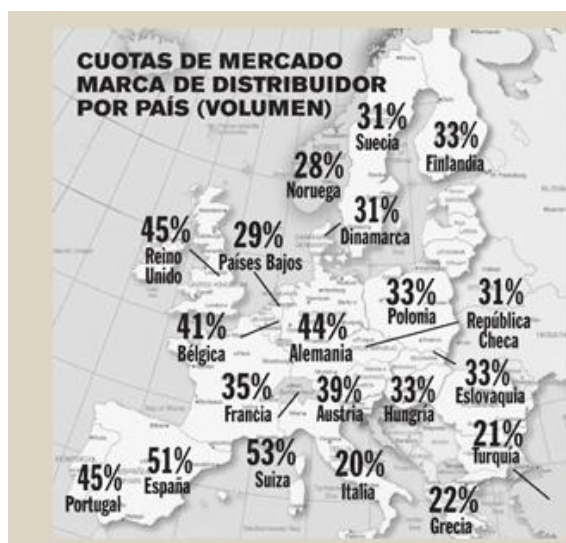 CUOTAS DE MERCADO
MARCA DE DISTRIBUIDOR
POR PAÍS (VOLUMEN)
31%
Suecia
33%
Finlandia
28%
Noruega
31%
Dinamarca
45%
Reino
Unido
29%
Países Bajos
33%
Polonia
31%
República
Checa
41%
Bélgica
44%
Alemania
33%
Eslovaquia
35%
Francia
39%
Austria
33%
Hungría
21%
Turquía
45%
Portugal
51%
España
53%
Suiza
20%
Italia
22%
Grecia